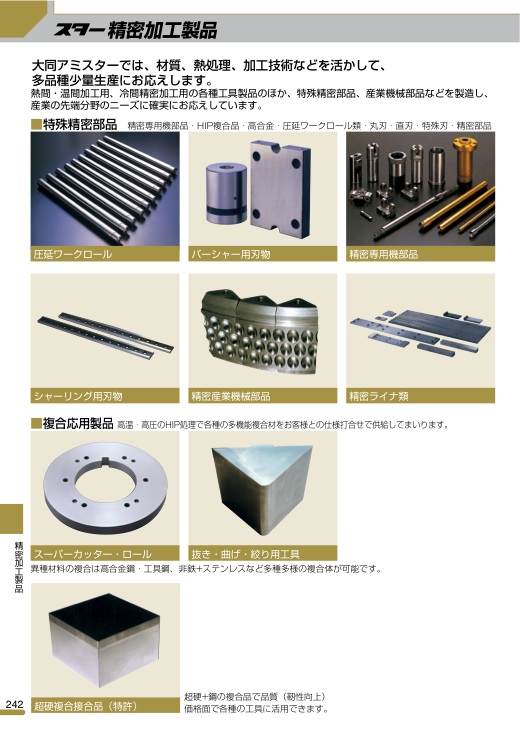 スター 精密加工製品
大同アミスターでは、材質、熱処理、加工技術などを活かして、
多品種少量生産にお応えします。
熱間・温間加工用、冷間精密加工用の各種工具製品のほか、特殊精密部品、産業機械部品などを製造し、
産業の先端分野のニーズに確実にお応えしています。
■特殊精密部品 精密専用機部品・HIP複合品・高合金・圧延ワークロール類・丸刃・直刃・特殊刃・精密部品
圧延ワークロール
バーシャー用刃物
精密専用機部品
シャーリング用刃物
精密産業機械部品
精密ライナ類
■複合応用製品 高温・高圧のHIP処理で各種の多機能複合材をお客様との仕様打合せで供給してまいります。
スーパーカッター・ロール
抜き・曲げ・絞り用工具
異種材料の複合は高合金鋼・工具鋼、非鉄+ステンレスなど多種多様の複合体が可能です。
精密加工製品
超硬+鋼の複合品で品質（靭性向上）
価格面で各種の工具に活用できます。
超硬複合接合品（特許）
242